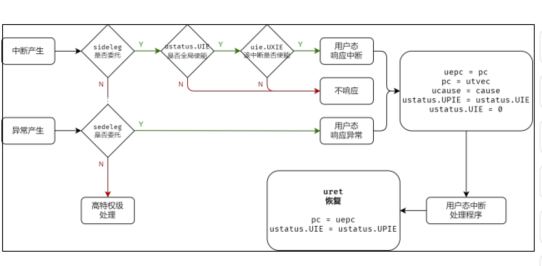 中断产生
sideleg
是否委托
Y
ustatus.UIE
是否全局使能
Y
uie.UXIE
该中断是否使能
Y
用户态
响应中断
N
N
N
不响应
异常产生
sedeleg
是否委托
Y
用户态
响应异常
N
高特权级
处理
uepc = pc
pc = utvec
ucause = cause
ustatus.UPIE = ustatus.UIE
ustatus.UIE = 0
用户态中断
处理程序
uret
恢复
pc = uepc
ustatus.UIE = ustatus.UPIE